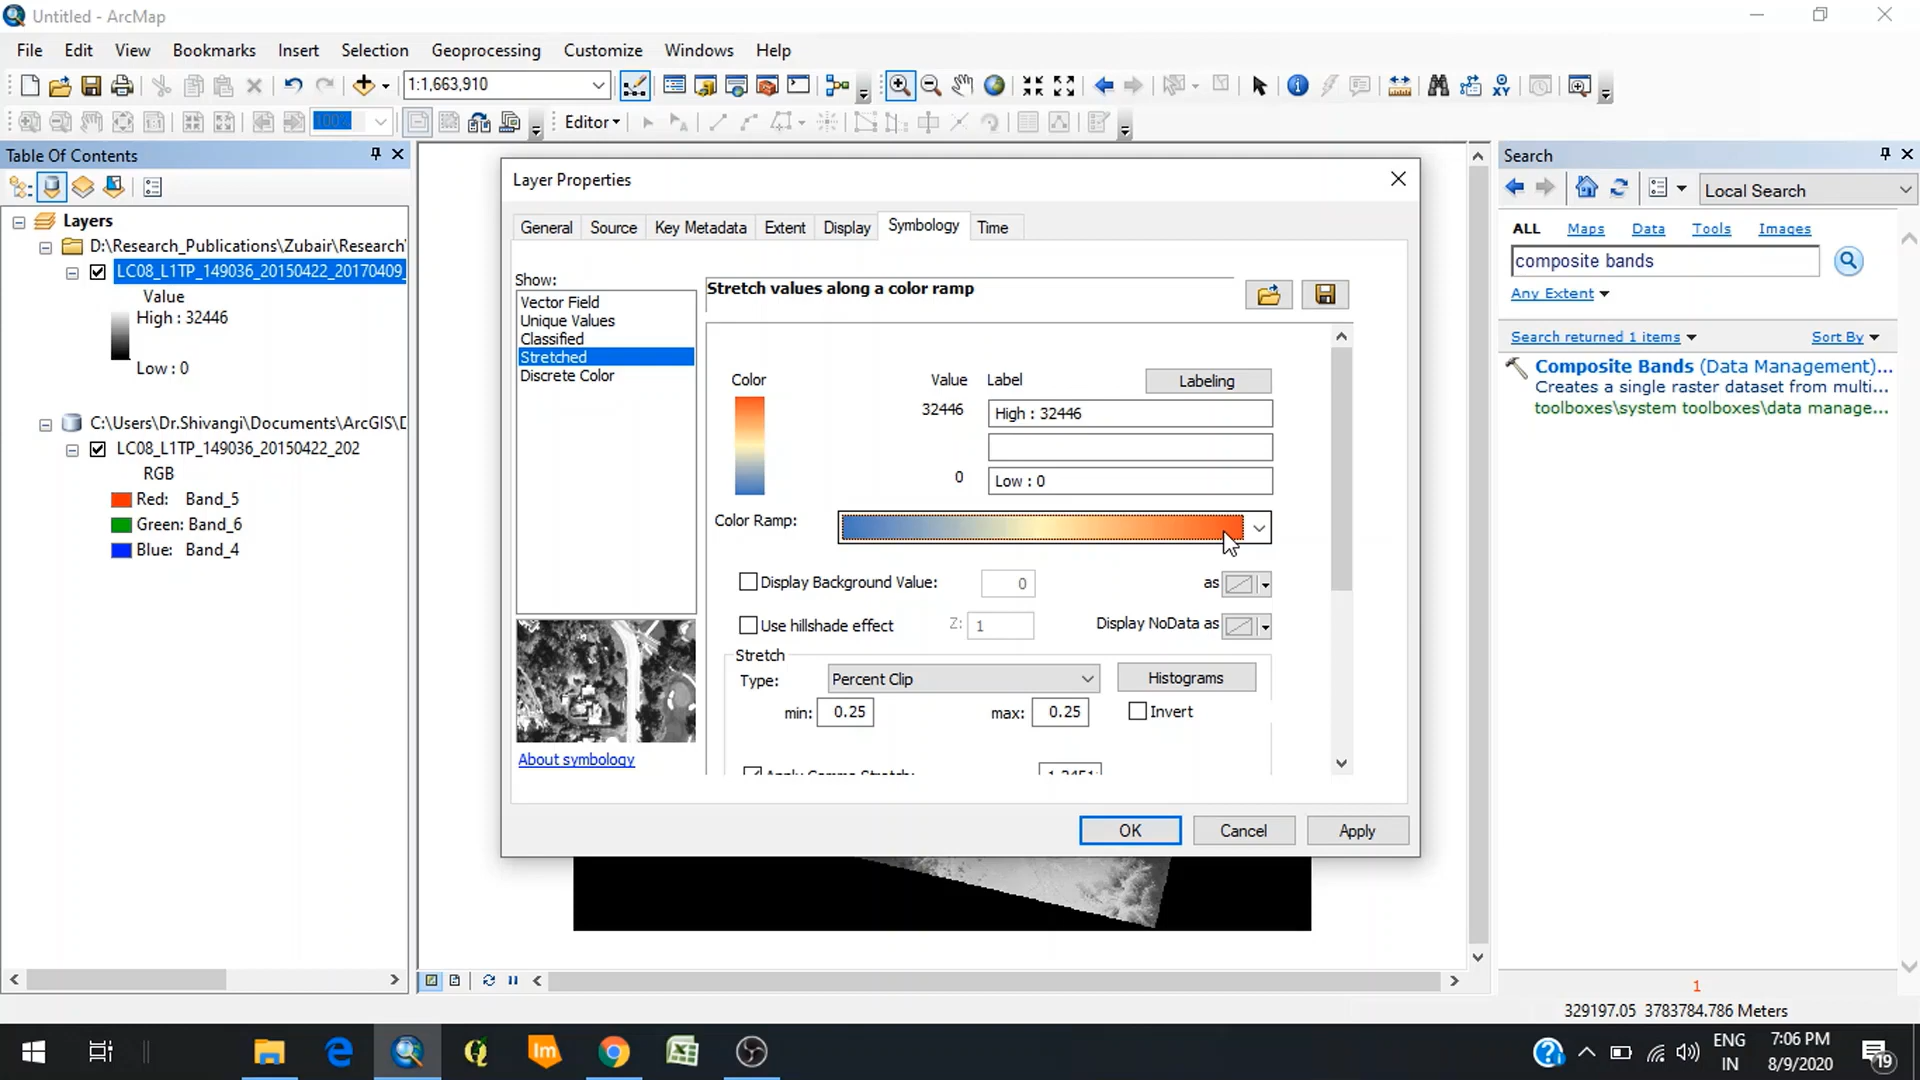 Untitled - ArcMap
File Edit View Bookmarks Insert Selection Geoprocessing Customize Windows Help
1:1,663,910
100%
Editor
Table Of Contents
Layers
D:\Research_Publications\Zubair\Research
LC08_L1TP_149036_20150422_20170409_
Value
High : 32446
Low : 0
C:\Users\Dr.Shivangi\Documents\ArcGIS\D
LC08_L1TP_149036_20150422_202
RGB
Red: Band_5
Green: Band_6
Blue: Band_4
Layer Properties
General Source Key Metadata Extent Display Symbology Time
Show:
Vector Field
Unique Values
Classified
Stretched
Discrete Color
About symbology
Stretch values along a color ramp
Color Value Label Labeling
32446 High : 32446
0 Low : 0
Color Ramp:
Display Background Value: 0 as
Use hillshade effect Z: 1 Display NoData as
Stretch
Type: Percent Clip Histograms
min: 0.25 max: 0.25 Invert
OK Cancel Apply
Search
Local Search
ALL Maps Data Tools Images
composite bands
Any Extent
Search returned 1 items Sort By
Composite Bands (Data Management)...
Creates a single raster dataset from multi...
toolboxes\system toolboxes\data manage...
1
329197.05 3783784.786 Meters
Im
ENG
IN
7:06 PM
8/9/2020
19